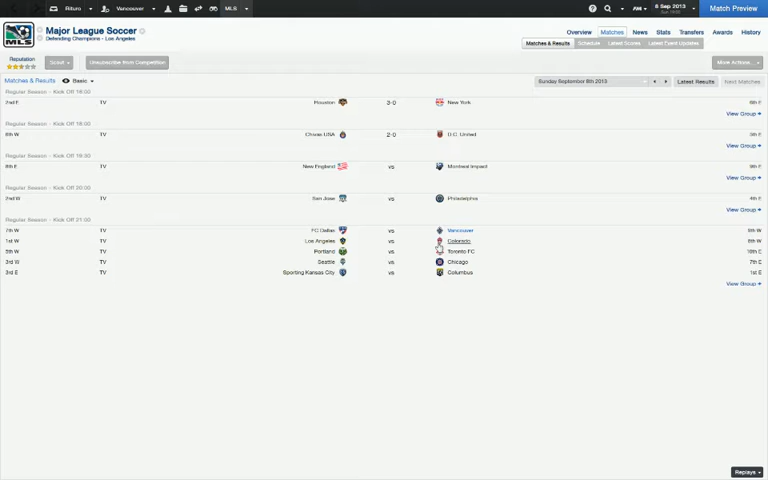 Rituro Vancouver MLS AM 8 Sep 2013 Match Preview
Major League Soccer
Defending Champions - Los Angeles
Overview Matches News Stats Transfers Awards History
Matches & Results Schedule Latest Scores Latest Event Updates
Reputation
Scout Unsubscribe from Competition More Actions...
Matches & Results Basic Sunday September 8th 2013 Latest Results Next Matches
Regular Season - Kick Off 16:00
2nd E TV Houston 3-0 New York 6th E
View Group
Regular Season - Kick Off 18:00
6th W TV Chivas USA 2-0 D.C. United 5th E
View Group
Regular Season - Kick Off 19:30
8th E TV New England vs Montreal Impact 9th E
View Group
Regular Season - Kick Off 20:00
2nd W TV San Jose vs Philadelphia 4th E
View Group
Regular Season - Kick Off 21:00
7th W TV FC Dallas vs Vancouver
1st W TV Los Angeles vs Colorado
5th W TV Portland vs Toronto FC 10th E
3rd W TV Seattle vs Chicago 7th E
3rd E TV Sporting Kansas City vs Columbus 1st E
View Group
Replays